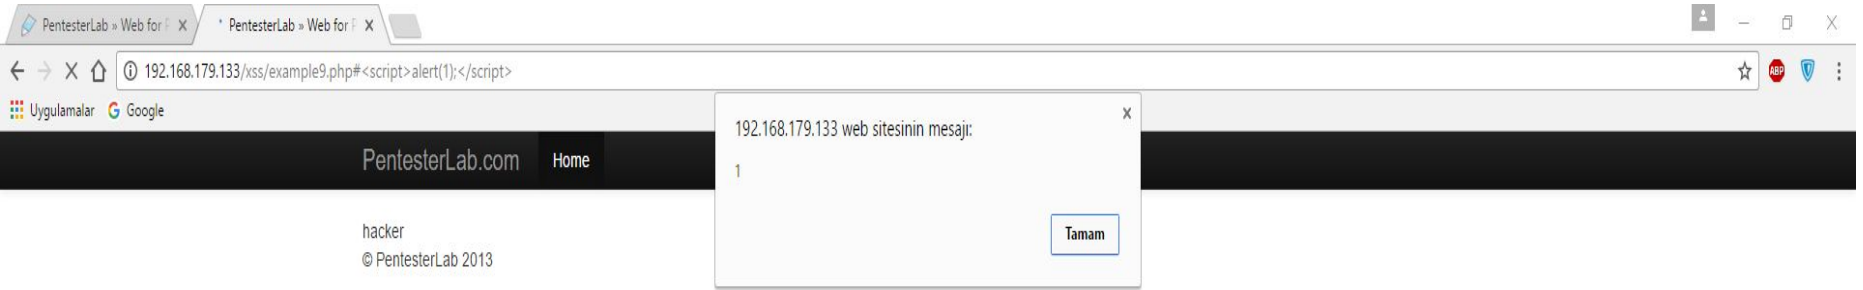 PentesterLab » Web for P
PentesterLab » Web for P
192.168.179.133/xss/example9.php#<script>alert(1);</script>
ABP
Uygulamalar Google
192.168.179.133 web sitesinin mesajı:
1
Tamam
PentesterLab.com Home
hacker
© PentesterLab 2013